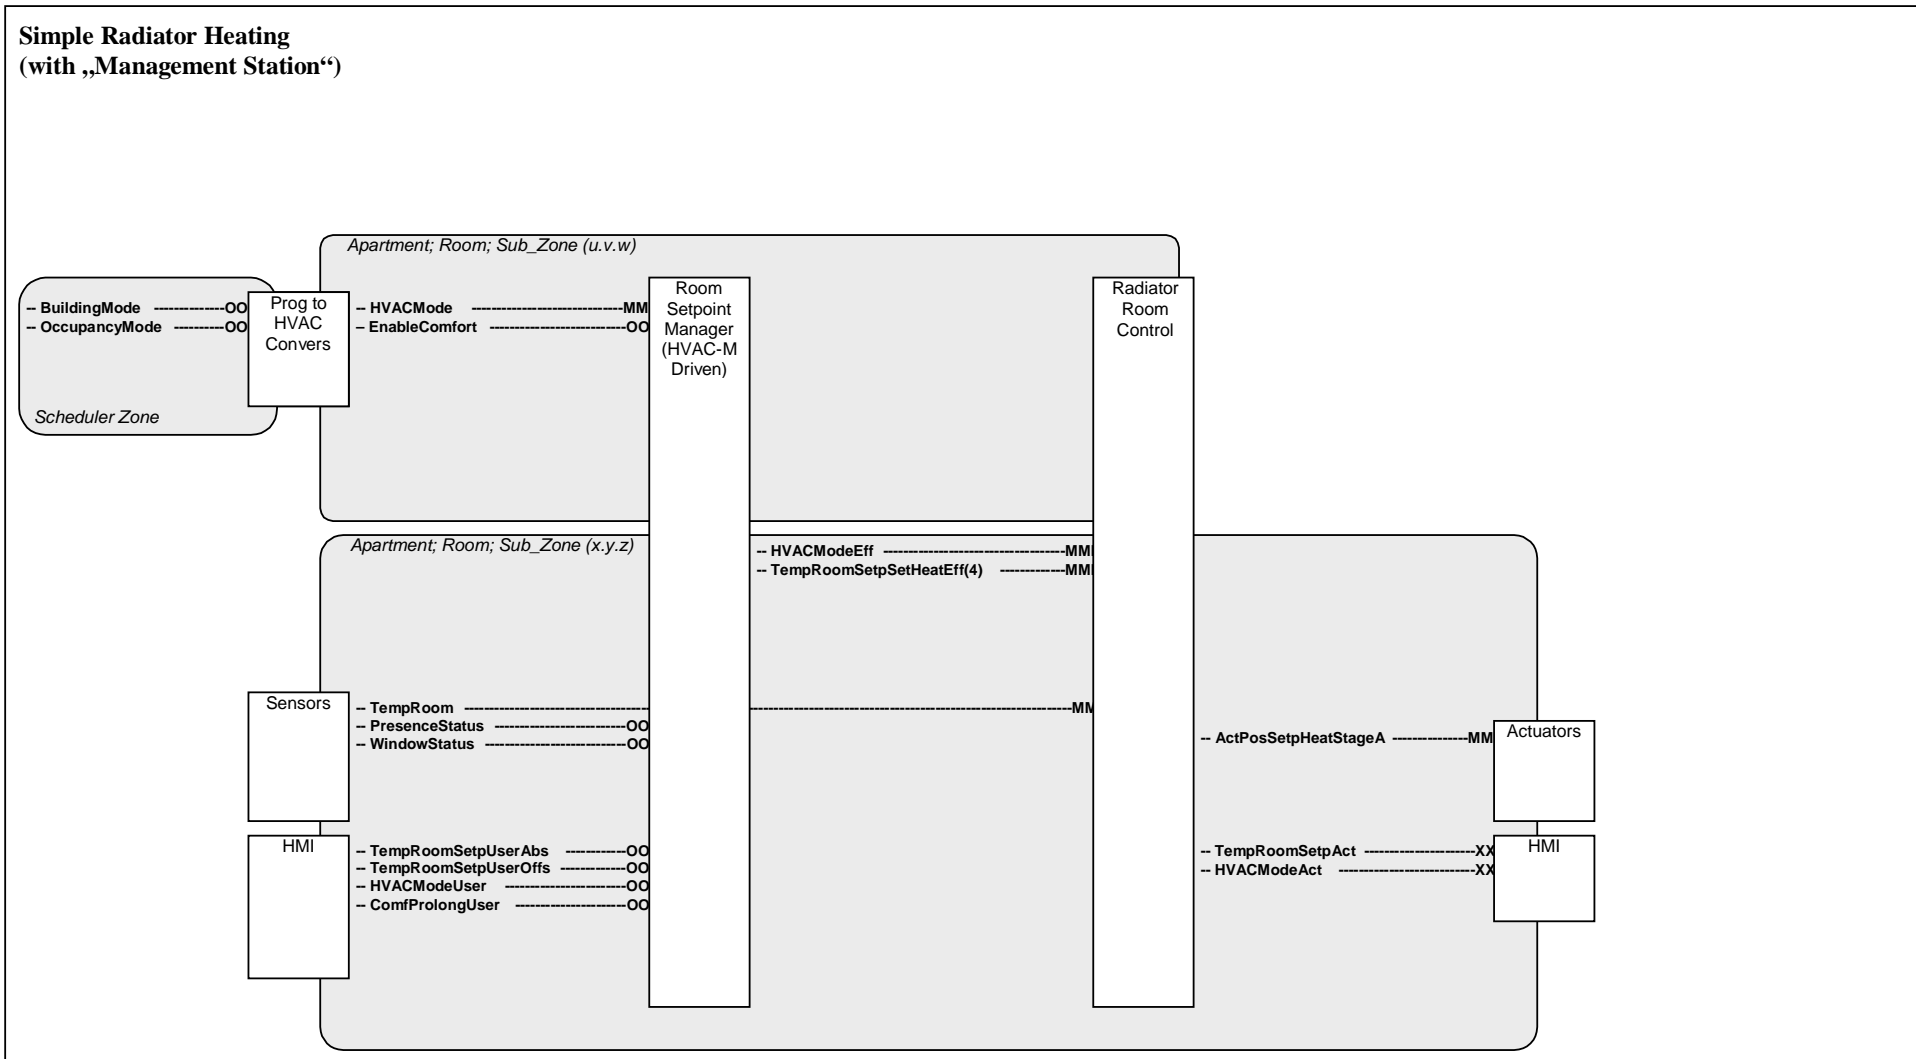 Simple Radiator Heating
(with „Management Station“)
Apartment; Room; Sub_Zone (u.v.w)
-- BuildingMode --------------OO
-- OccupancyMode ----------OO
Scheduler Zone
Prog to
HVAC
Convers
-- HVACMode -----------------------------MM
– EnableComfort --------------------------OO
Room
Setpoint
Manager
(HVAC-M
Driven)
Radiator
Room
Control
Apartment; Room; Sub_Zone (x.y.z)
-- HVACModeEff -----------------------------------MM
-- TempRoomSetpSetHeatEff(4) -------------MM
Sensors
-- TempRoom ------------------------------------------------------------MM
-- PresenceStatus -------------------------OO
-- WindowStatus ---------------------------OO
-- ActPosSetpHeatStageA ---------------MM
Actuators
HMI
-- TempRoomSetpUserAbs ------------OO
-- TempRoomSetpUserOffs -------------OO
-- HVACModeUser -----------------------OO
-- ComfProlongUser ---------------------OO
-- TempRoomSetpAct ---------------------XX
-- HVACModeAct --------------------------XX
HMI